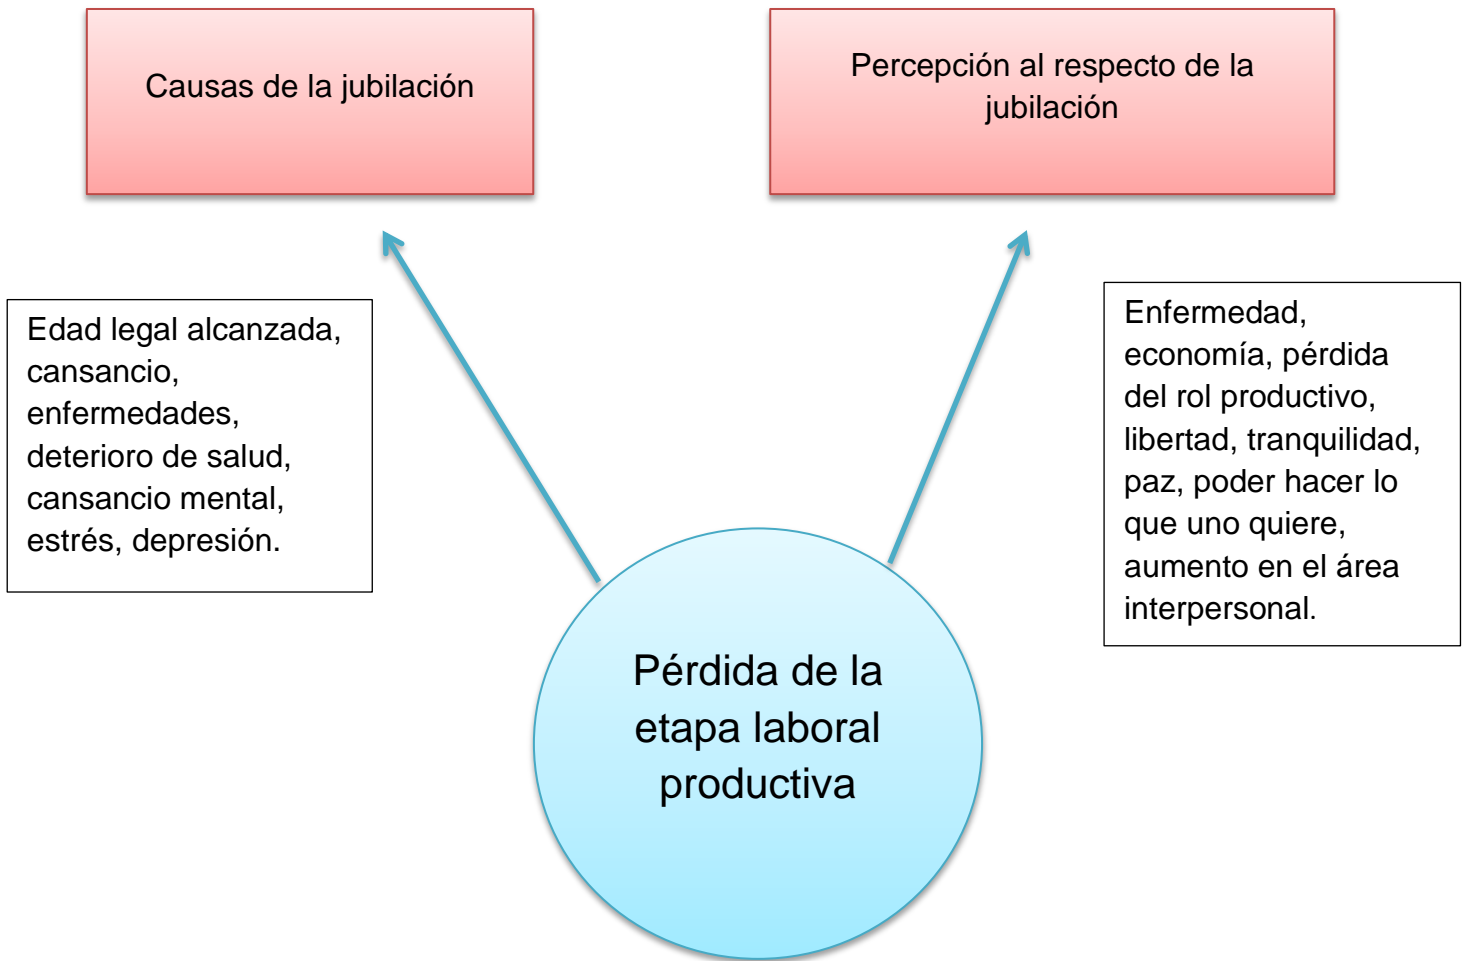 Causas de la jubilación
Percepción al respecto de la
jubilación
Edad legal alcanzada,
cansancio,
enfermedades,
deterioro de salud,
cansancio mental,
estrés, depresión.
Enfermedad,
economía, pérdida
del rol productivo,
libertad, tranquilidad,
paz, poder hacer lo
que uno quiere,
aumento en el área
interpersonal.
Pérdida de la
etapa laboral
productiva